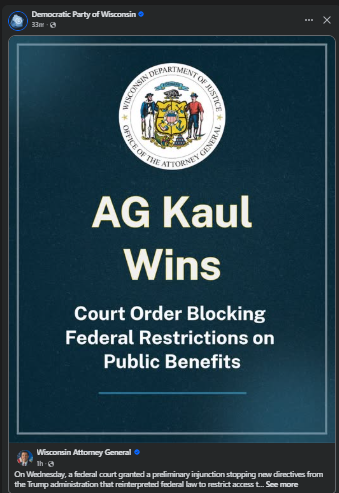 Democratic Party of Wisconsin
33m ·
WISCONSIN DEPARTMENT OF JUSTICE
OFFICE OF THE ATTORNEY GENERAL
AG Kaul
Wins
Court Order Blocking
Federal Restrictions on
Public Benefits
Wisconsin Attorney General
1h ·
On Wednesday, a federal court granted a preliminary injunction stopping new directives from
the Trump administration that reinterpreted federal law to restrict access t... See more